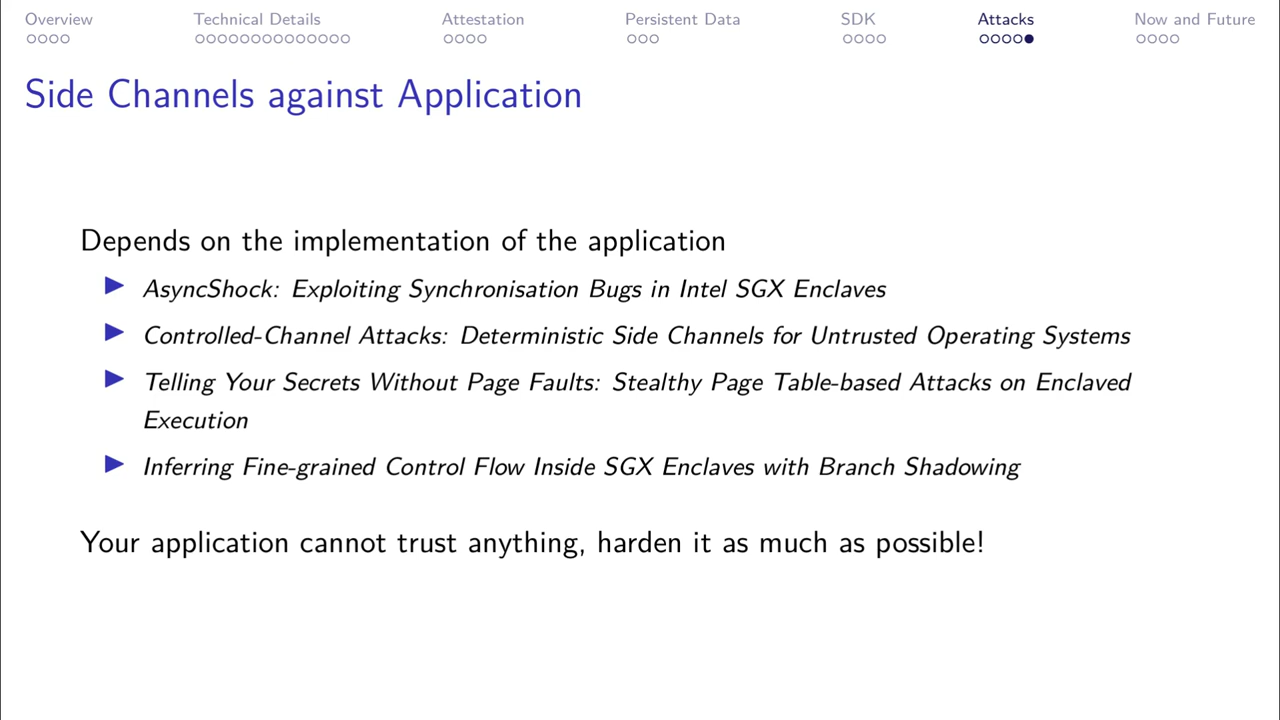 Overview Technical Details Attestation Persistent Data SDK Attacks Now and Future
Side Channels against Application
Depends on the implementation of the application
AsyncShock: Exploiting Synchronisation Bugs in Intel SGX Enclaves
Controlled-Channel Attacks: Deterministic Side Channels for Untrusted Operating Systems
Telling Your Secrets Without Page Faults: Stealthy Page Table-based Attacks on Enclaved
Execution
Inferring Fine-grained Control Flow Inside SGX Enclaves with Branch Shadowing
Your application cannot trust anything, harden it as much as possible!